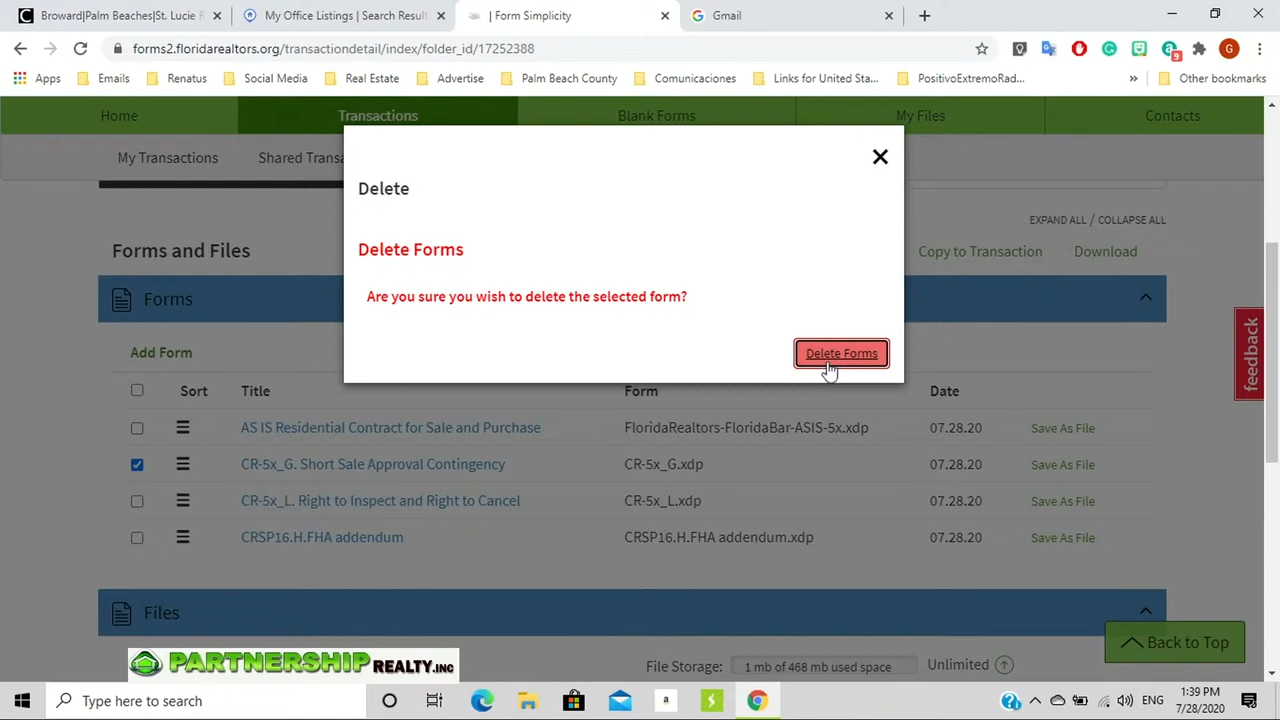 Broward|Palm Beaches|St. Lucie R
My Office Listings | Search Result
| Form Simplicity
Gmail
forms2.floridarealtors.org/transactiondetail/index/folder_id/17252388
9
G
Apps
Emails
Renatus
Social Media
Real Estate
Advertise
Palm Beach County
Comunicaciones
Links for United Sta...
PositivoExtremoRad...
»
Other bookmarks
Home
Transactions
Blank Forms
My Files
Contacts
My Transactions
Shared Transa
Delete
EXPAND ALL / COLLAPSE ALL
Forms and Files
Delete Forms
Copy to Transaction
Download
Forms
Are you sure you wish to delete the selected form?
feedback
Add Form
Delete Forms
Sort
Title
Form
Date
AS IS Residential Contract for Sale and Purchase
FloridaRealtors-FloridaBar-ASIS-5x.xdp
07.28.20
Save As File
CR-5x_G. Short Sale Approval Contingency
CR-5x_G.xdp
07.28.20
Save As File
CR-5x_L. Right to Inspect and Right to Cancel
CR-5x_L.xdp
07.28.20
Save As File
CRSP16.H.FHA addendum
CRSP16.H.FHA addendum.xdp
07.28.20
Save As File
Files
Back to Top
PARTNERSHIP REALTY.INC
File Storage:
1 mb of 468 mb used space
Unlimited
Type here to search
a
ENG
1:39 PM
7/28/2020